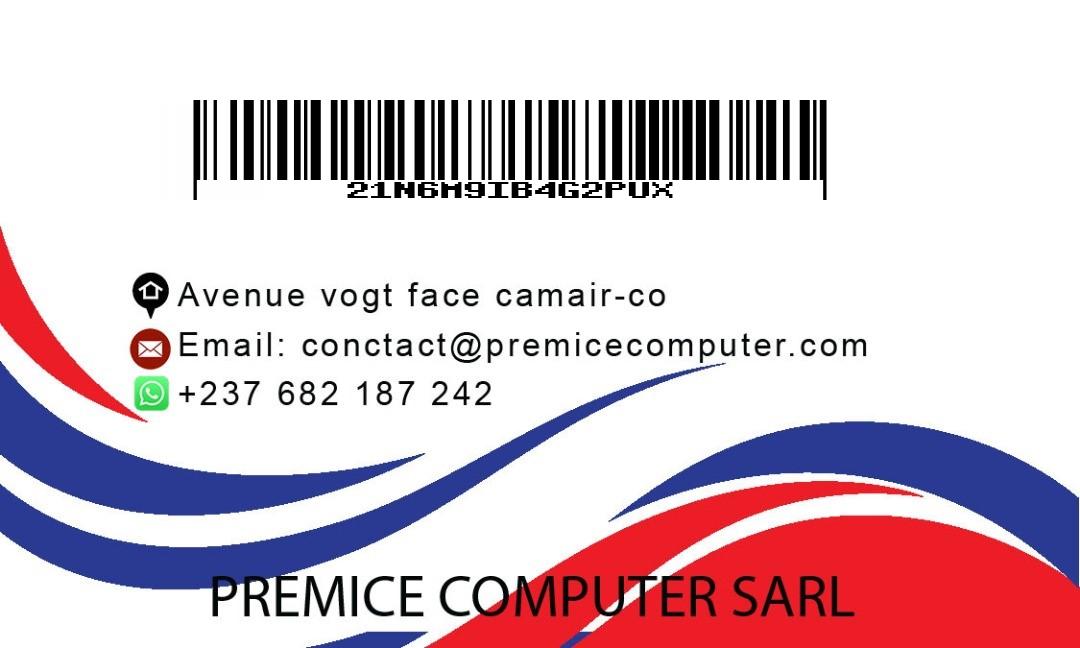 21N6M9IB4G2PUX
Avenue vogt face camair-co
Email: conctact@premicecomputer.com
+237 682 187 242
PREMICE COMPUTER SARL